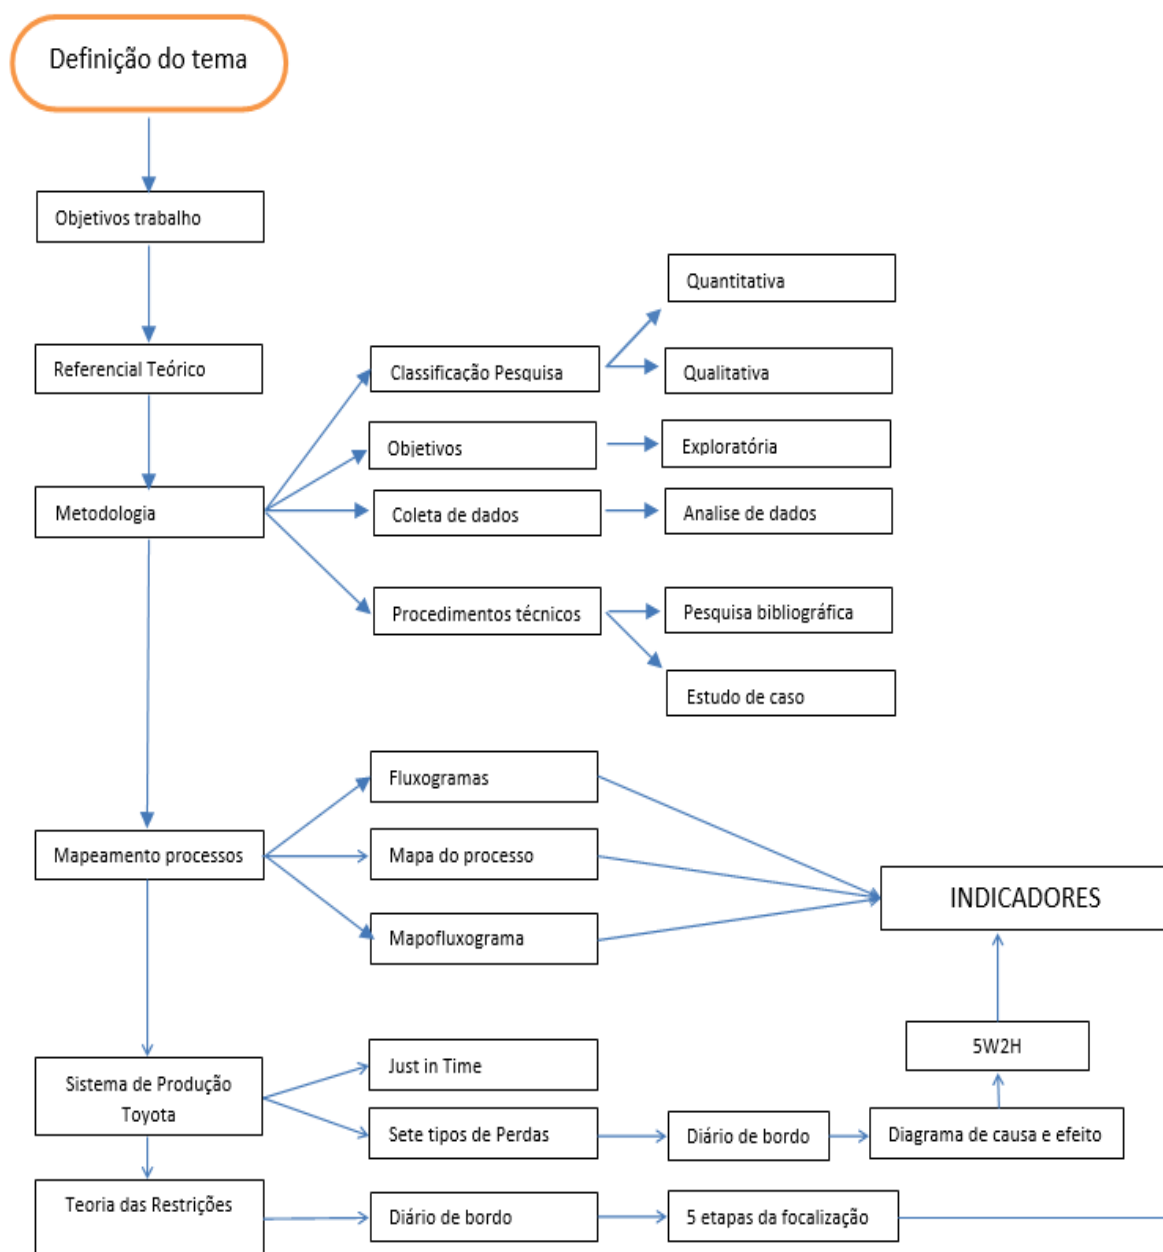 Definição do tema
Objetivos trabalho
Referencial Teórico
Metodologia
Classificação Pesquisa
Quantitativa
Qualitativa
Objetivos
Exploratória
Coleta de dados
Analise de dados
Procedimentos técnicos
Pesquisa bibliográfica
Estudo de caso
Mapeamento processos
Fluxogramas
Mapa do processo
Mapofluxograma
INDICADORES
5W2H
Sistema de Produção
Toyota
Just in Time
Sete tipos de Perdas
Diário de bordo
Diagrama de causa e efeito
Teoria das Restrições
Diário de bordo
5 etapas da focalização